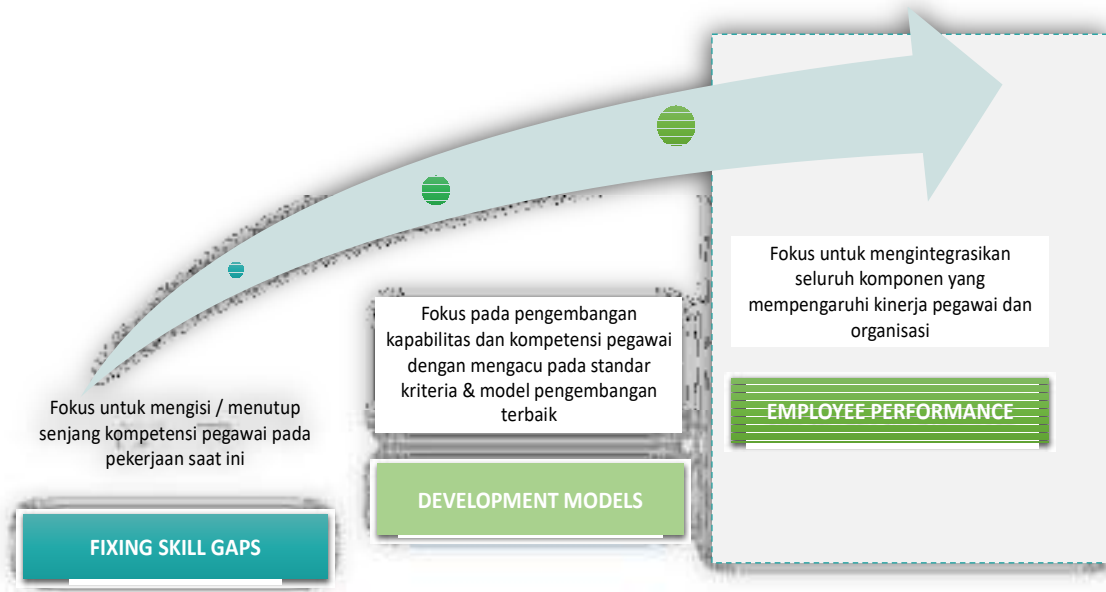 Fokus untuk mengisi / menutup
senjang kompetensi pegawai pada
pekerjaan saat ini
FIXING SKILL GAPS
Fokus pada pengembangan
kapabilitas dan kompetensi pegawai
dengan mengacu pada standar
kriteria & model pengembangan
terbaik
DEVELOPMENT MODELS
Fokus untuk mengintegrasikan
seluruh komponen yang
mempengaruhi kinerja pegawai dan
organisasi
EMPLOYEE PERFORMANCE